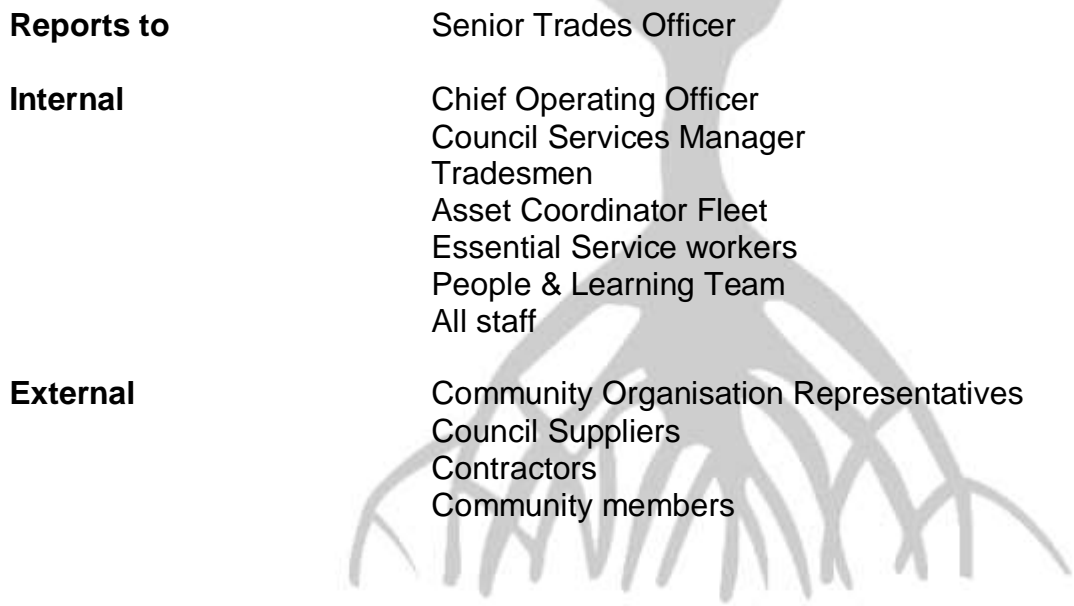 Reports to Senior Trades Officer
Internal Chief Operating Officer
Council Services Manager
Tradesmen
Asset Coordinator Fleet
Essential Service workers
People & Learning Team
All staff
External Community Organisation Representatives
Council Suppliers
Contractors
Community members